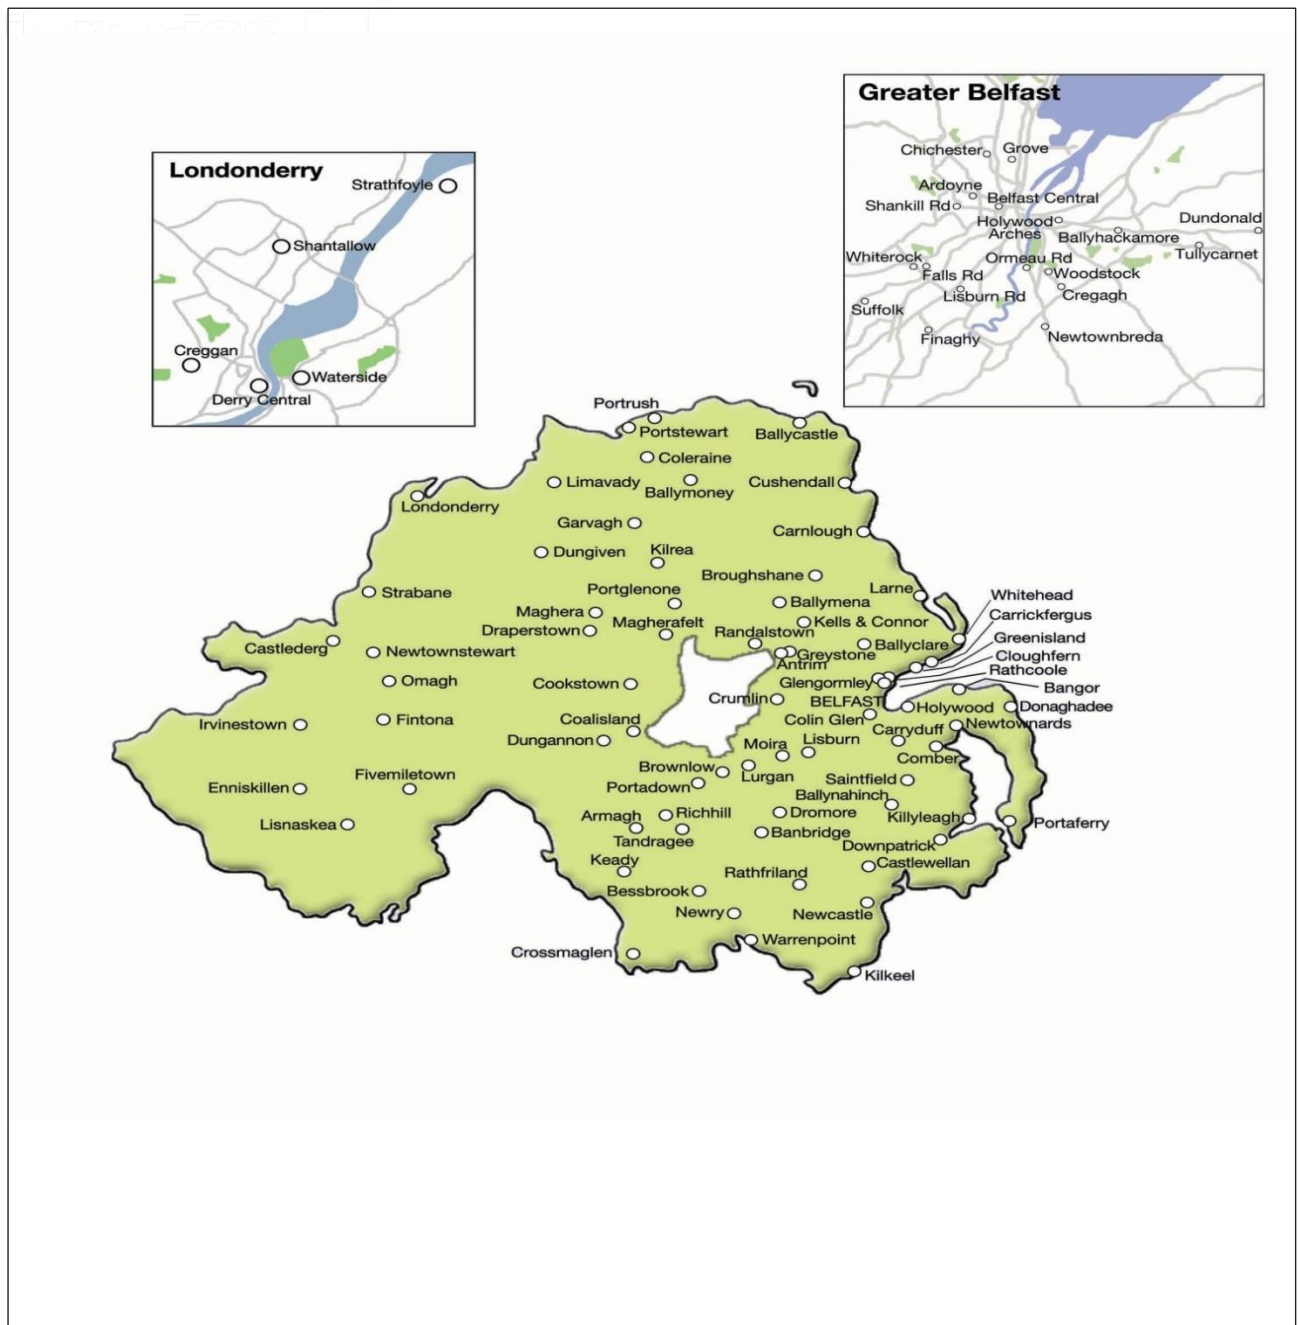 Greater Belfast
Chichester
Grove
Ardoyne
Belfast Central
Shankill Rd
Holywood
Arches
Dundonald
Ballyhackamore
Tullycarnet
Whiterock
Ormeau Rd
Falls Rd
Woodstock
Lisburn Rd
Cregagh
Suffolk
Finaghy
Newtownbreda
Londonderry
Strathfoyle
Shantallow
Creggan
Waterside
Derry Central
Portrush
Portstewart
Ballycastle
Coleraine
Limavady
Ballymoney
Cushendall
Londonderry
Garvagh
Carnlough
Dungiven
Kilrea
Broughshane
Strabane
Portglenone
Larne
Whitehead
Ballymena
Maghera
Carrickfergus
Draperstown
Magherafelt
Kells & Connor
Randalstown
Greenisland
Castlederg
Newtownstewart
Ballyclare
Greystone
Cloughfern
Antrim
Rathcoole
Omagh
Cookstown
Glengormley
Bangor
Crumlin
BELFAST
Holywood
Donaghadee
Irvinestown
Fintona
Coalisland
Colin Glen
Newtownards
Carryduff
Dungannon
Moira
Lisburn
Comber
Brownlow
Lurgan
Fivemiletown
Enniskillen
Portadown
Saintfield
Ballynahinch
Armagh
Richhill
Dromore
Killyleagh
Lisnaskea
Portaferry
Tandragee
Banbridge
Downpatrick
Keady
Castlewellan
Rathfriland
Bessbrook
Newry
Newcastle
Warrenpoint
Crossmaglen
Kilkeel